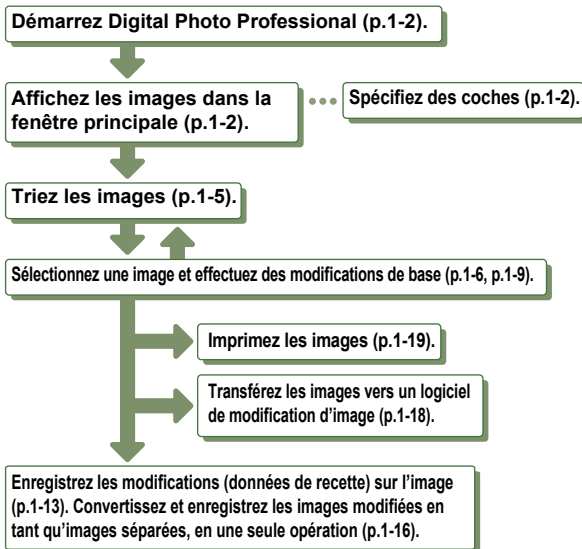 Démarrez Digital Photo Professional (p.1-2).
Affichez les images dans la
fenêtre principale (p.1-2).
Spécifiez des coches (p.1-2).
Triez les images (p.1-5).
Sélectionnez une image et effectuez des modifications de base (p.1-6, p.1-9).
Imprimez les images (p.1-19).
Transférez les images vers un logiciel
de modification d'image (p.1-18).
Enregistrez les modifications (données de recette) sur l'image
(p.1-13). Convertissez et enregistrez les images modifiées en
tant qu'images séparées, en une seule opération (p.1-16).